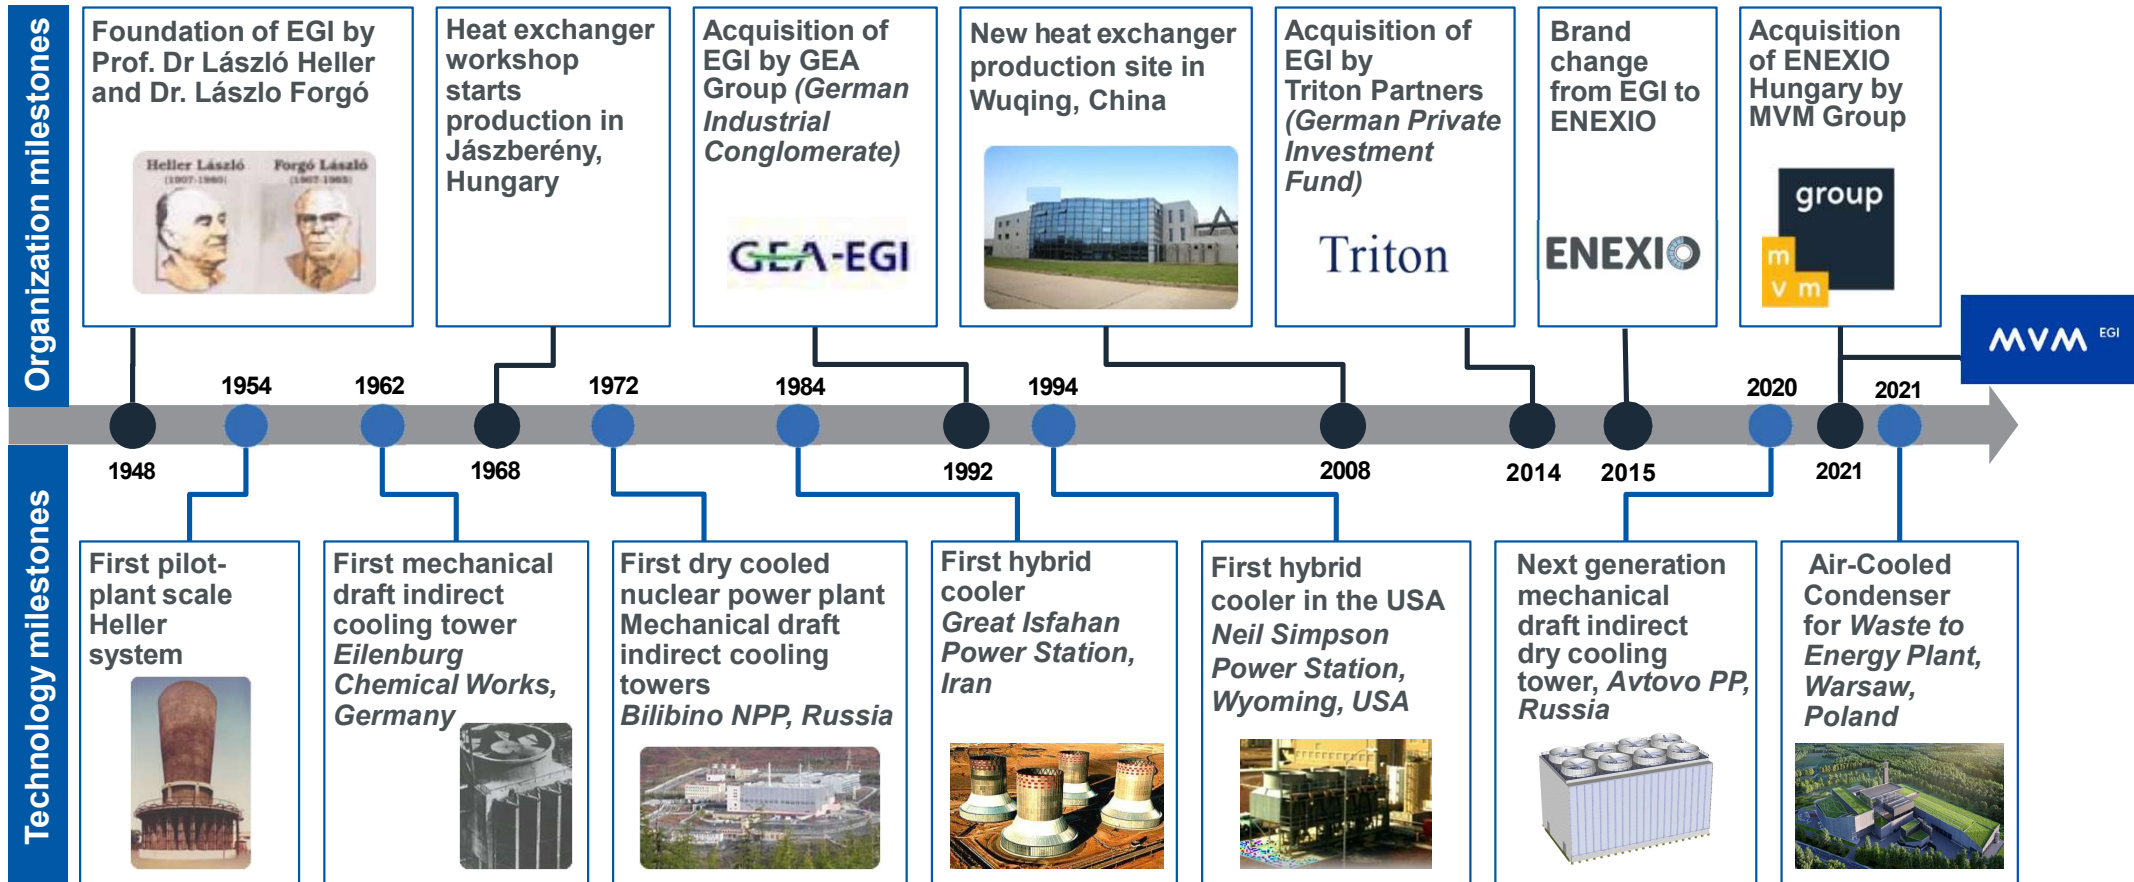 Organization milestones
Foundation of EGI by
Prof. Dr László Heller
and Dr. Lászlo Forgó
Heller László
(1907-1980)
Forgó László
(1907-1985)
Heat exchanger
workshop
starts
production in
Jászberény,
Hungary
Acquisition of
EGI by GEA
Group (German
Industrial
Conglomerate)
GEA-EGI
New heat exchanger
production site in
Wuqing, China
Acquisition of
EGI by
Triton Partners
(German Private
Investment
Fund)
Triton
Brand
change
from EGI to
ENEXIO
ENEXIO
Acquisition
of ENEXIO
Hungary by
MVM Group
group
m
v m
MVM EGI
1954
1962
1972
1984
1994
2020
2021
1948
1968
1992
2008
2014
2015
2021
Technology milestones
First pilot-
plant scale
Heller
system
First mechanical
draft indirect
cooling tower
Eilenburg
Chemical Works,
Germany
First dry cooled
nuclear power plant
Mechanical draft
indirect cooling
towers
Bilibino NPP, Russia
First hybrid
cooler
Great Isfahan
Power Station,
Iran
First hybrid
cooler in the USA
Neil Simpson
Power Station,
Wyoming, USA
Next generation
mechanical
draft indirect
dry cooling
tower, Avtovo PP,
Russia
Air-Cooled
Condenser
for Waste to
Energy Plant,
Warsaw,
Poland